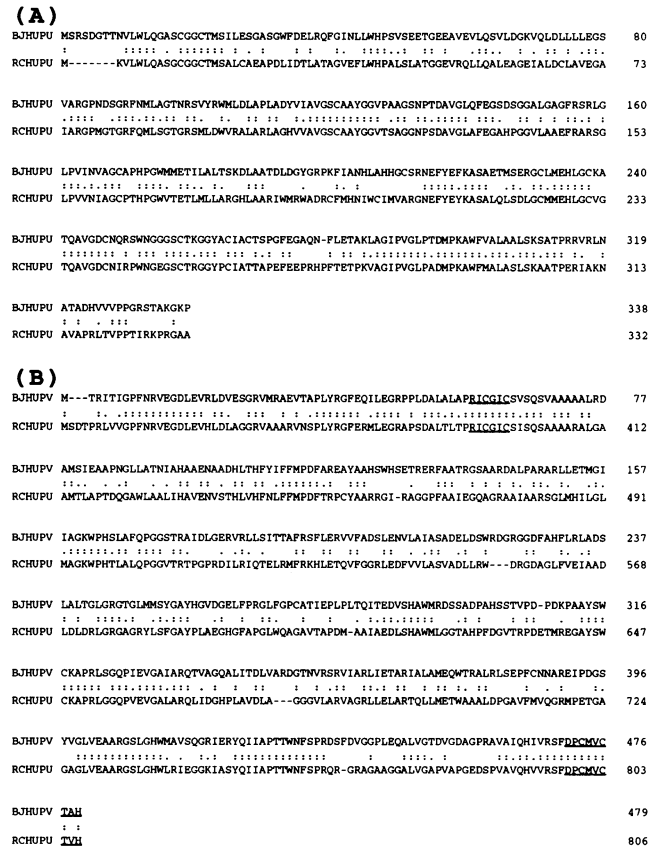 (A)
BJHUPU MSRSDGTTNVLWLQGASCGGCTMSILESGASGWFDELRQFGINLLWHPSVSEETGEEAVEVLQSVLDGKVQLDLLLLEGS 80
RCHUPU M-------KVLWLQASGCGGCTMSALCAEAPDLIDTLATAGVEFLWHPALSLATGGEVRQLLQALEAGEIALDCLAVEGA 73
BJHUPU VARGPNDSGRFNMLAGTNRSVYRWMLDLAPLADYVIAVGSCAAYGGVPAAGSNPTDAVGLQFEGSDSGGALGAGFRSRLG 160
RCHUPU IARGPMGTGRFQMLSGTGRSMLDWVRALARLAGHVVAVGSCAAYGGVTSAGGNPSDAVGLAFEGAHPGGVLAAEFRARSG 153
BJHUPU LPVINVAGCAPHPGWMMETILALTSKDLAATDLDGYGRPKFIANHLAHHGCSRNEFYEFKASAETMSERGCLMEHLGCKA 240
RCHUPU LPVVNIAGCPTHPGWVTETLMLLARGHLAARIWMRWADRCFMHNIWCIMVARGNEFYEYKASALQLSDLGCMMEHLGCVG 233
BJHUPU TQAVGDCNQRSWNGGGSCTKGGYACIACTSPGFEGAQN-FLETAKLAGIPVGLPTDMPKAWFVALAALSKSATPRRVRLN 319
RCHUPU TQAVGDCNIRPWNGEGSCTRGGYPCIATTAPEFEEPRHPFTETPKVAGIPVGLPADMPKAWFMALASLSKAATPERIAKN 313
BJHUPU ATADHVVVPPGRSTAKGKP 338
RCHUPU AVAPRLTVPPTIRKPRGAA 332
(B)
BJHUPV M---TRITIGPFNRVEGDLEVRLDVESGRVMRAEVTAPLYRGFEQILEGRPPLDALALAPRICGICSVSQSVAAAAALRD 77
RCHUPU MSDTPRLVVGPFNRVEGDLEVHLDLAGGRVAAARVNSPLYRGFERMLEGRAPSDALTLTPRICGICSISQSAAAARALGA 412
BJHUPV AMSIEAAPNGLLATNIAHAAENAADHLTHFYIFFMPDFAREAYAAHSWHSETRERFAATRGSAARDALPARARLLETMGI 157
RCHUPU AMTLAPTDQGAWLAALIHAVENVSTHLVHFNLFFMPDFTRPCYAARRGI-RAGGPFAAIEGQAGRAAIAARSGLMHILGL 491
BJHUPV IAGKWPHSLAFQPGGSTRAIDLGERVRLLSITTAFRSFLERVVFADSLENVLAIASADELDSWRDGRGGDFAHFLRLADS 237
RCHUPU MAGKWPHTLALQPGGVTRTPGPRDILRIQTELRMFRKHLETQVFGGRLEDFVVLASVADLLRW---DRGDAGLFVEIAAD 568
BJHUPV LALTGLGRGTGLMMSYGAYHGVDGELFPRGLFGPCATIEPLPLTQITEDVSHAWMRDSSADPAHSSTVPD-PDKPAAYSW 316
RCHUPU LDLDRLGRGAGRYLSFGAYPLAEGHGFAPGLWQAGAVTAPDM-AAIAEDLSHAWMLGGTAHPFDGVTRPDETMREGAYSW 647
BJHUPV CKAPRLSGQPIEVGAIARQTVAGQALITDLVARDGTNVRSRVIARLIETARIALAMEQWTRALRLSEPFCNNAREIPDGS 396
RCHUPU CKAPRLGGQPVEVGALARQLIDGHPLAVDLA---GGGVLARVAGRLLELARTQLLMETWAAALDPGAVFMVQGRMPETGA 724
BJHUPV YVGLVEAARGSLGHWMAVSQGRIERYQIIAPTTWNFSPRDSFDVGGPLEQALVGTDVGDAGPRAVAIQHIVRSFDPCMVC 476
RCHUPU GAGLVEAARGSLGHWLRIEGGKIASYQIIAPTTWNFSPRQR-GRAGAAGGALVGAPVAPGEDSPVAVQHVVRSFDPCMVC 803
BJHUPV TAH 479
RCHUPU TVH 806